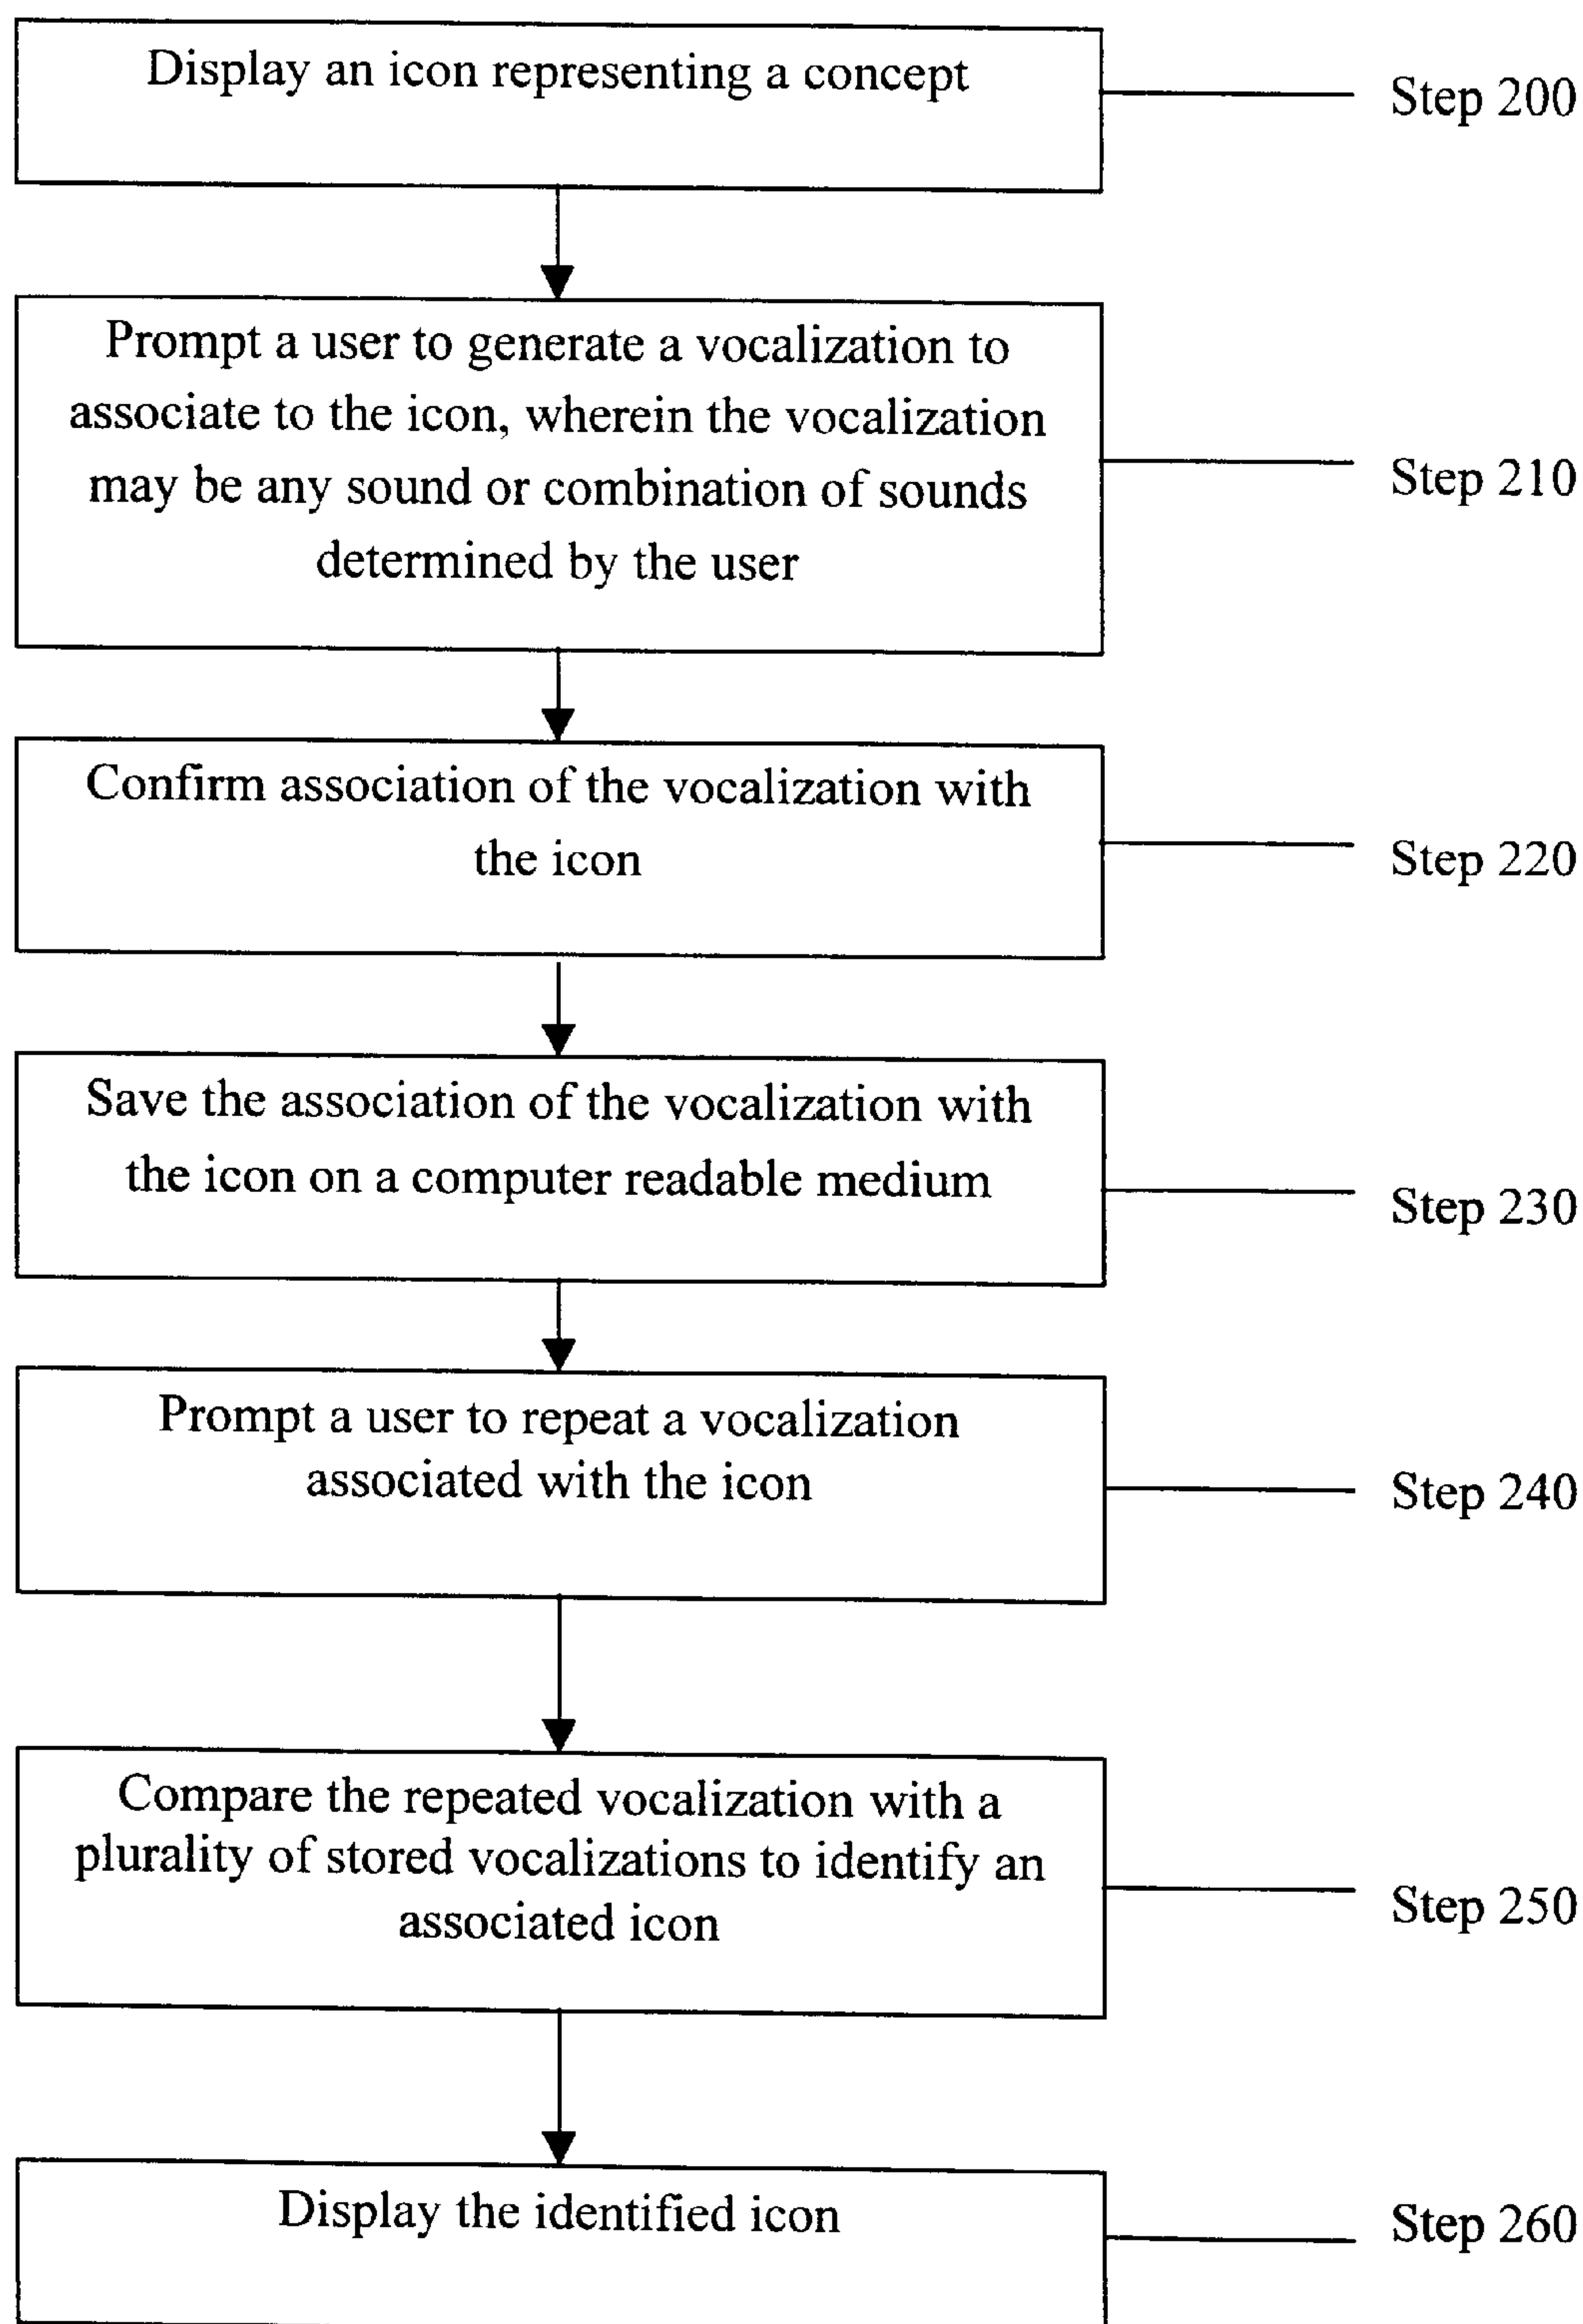 Display an icon representing a concept
Step 200
Prompt a user to generate a vocalization to
associate to the icon, wherein the vocalization
may be any sound or combination of sounds
determined by the user
Step 210
Confirm association of the vocalization with
the icon
Step 220
Save the association of the vocalization with
the icon on a computer readable medium
Step 230
Prompt a user to repeat a vocalization
associated with the icon
Step 240
Compare the repeated vocalization with a
plurality of stored vocalizations to identify an
associated icon
Step 250
Display the identified icon
Step 260